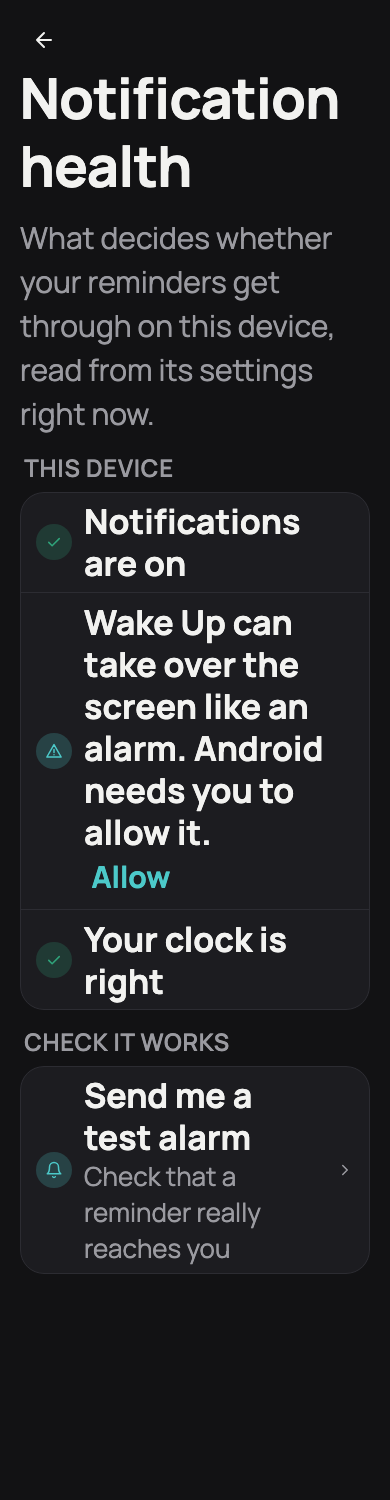 Notification
health
What decides whether
your reminders get
through on this device,
read from its settings
right now.
THIS DEVICE
Notifications
are on
Wake Up can
take over the
screen like an
alarm. Android
needs you to
allow it.
Allow
Your clock is
right
CHECK IT WORKS
Send me a
test alarm
Check that a
reminder really
reaches you